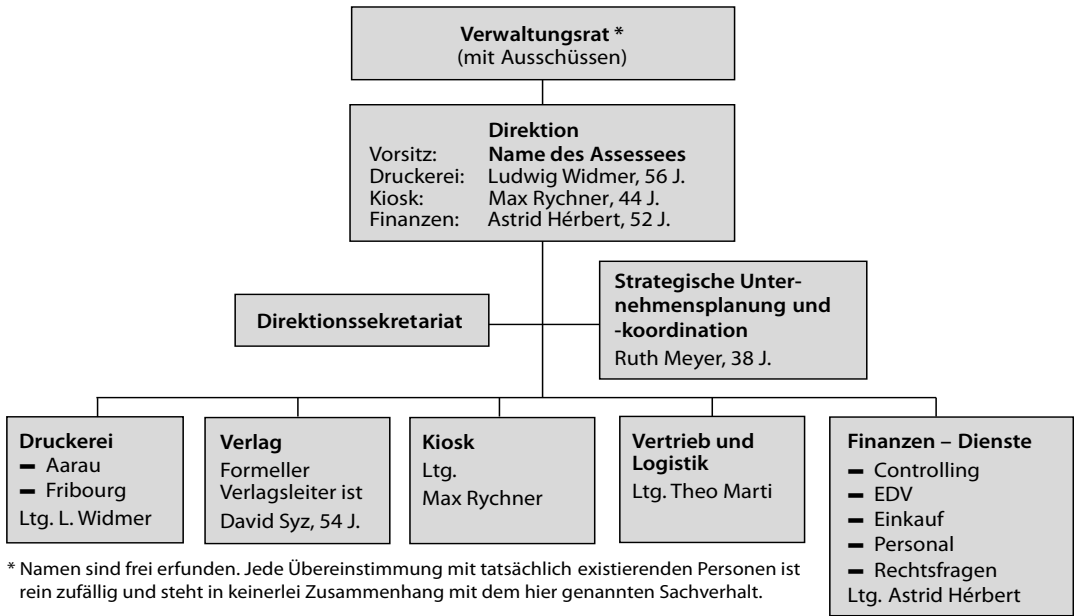 Verwaltungsrat *
(mit Ausschüssen)
Direktion
Vorsitz: Name des Assessees
Druckerei: Ludwig Widmer, 56 J.
Kiosk: Max Rychner, 44 J.
Finanzen: Astrid Hérbert, 52 J.
Direktionssekretariat
Strategische Unter-
nehmensplanung und
-koordination
Ruth Meyer, 38 J.
Druckerei
– Aarau
– Fribourg
Ltg. L. Widmer
Verlag
Formeller
Verlagsleiter ist
David Syz, 54 J.
Kiosk
Ltg.
Max Rychner
Vertrieb und
Logistik
Ltg. Theo Marti
Finanzen – Dienste
– Controlling
– EDV
– Einkauf
– Personal
– Rechtsfragen
Ltg. Astrid Hérbert
* Namen sind frei erfunden. Jede Übereinstimmung mit tatsächlich existierenden Personen ist
rein zufällig und steht in keinerlei Zusammenhang mit dem hier genannten Sachverhalt.